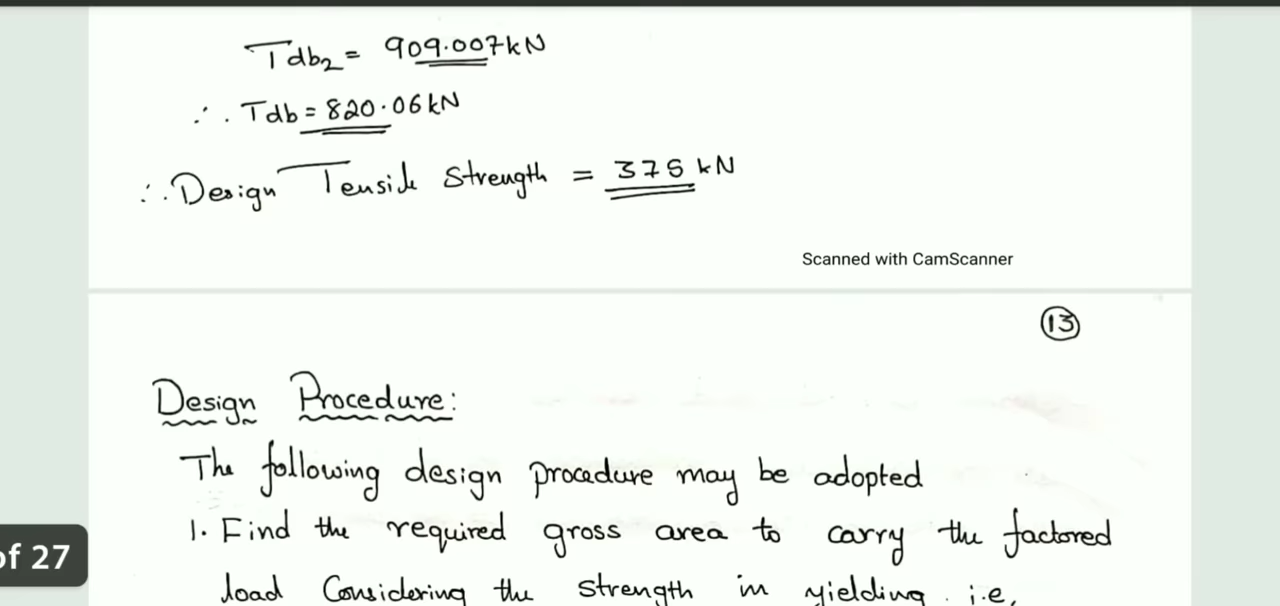 Tdb2 = 909.007kN
∴ Tdb = 820.06kN
∴ Design Tensile Strength = 375 kN
Scanned with CamScanner
13
Design Procedure:
The following design procedure may be adopted
1. Find the required gross area to carry the factored
of 27
load Considering the strength in yielding. i.e,